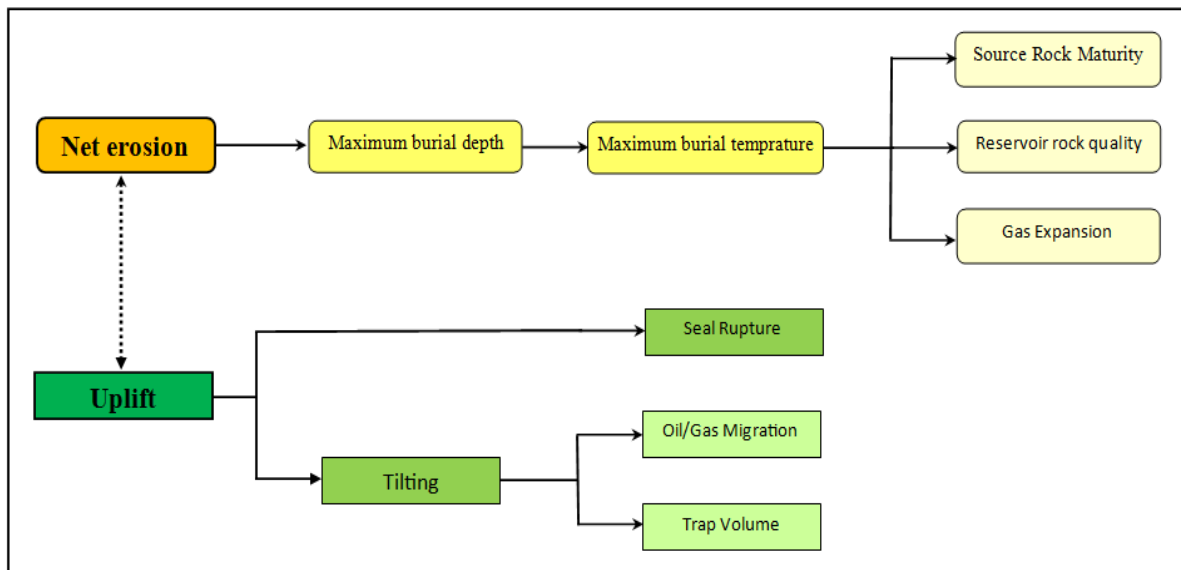 Source Rock Maturity
Net erosion
Maximum burial depth
Maximum burial temprature
Reservoir rock quality
Gas Expansion
Seal Rupture
Uplift
Oil/Gas Migration
Tilting
Trap Volume